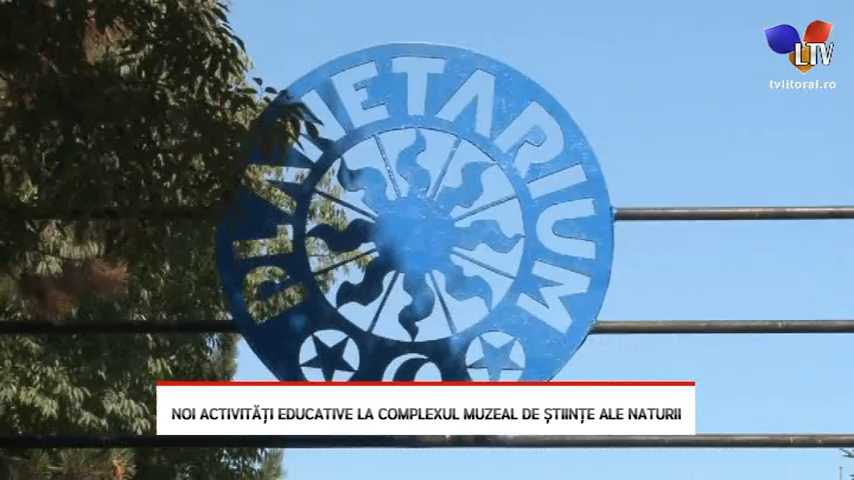 LTV
tvlitoral.ro
PLANETARIUM
NOI ACTIVITĂȚI EDUCATIVE LA COMPLEXUL MUZEAL DE ȘTIINȚE ALE NATURII